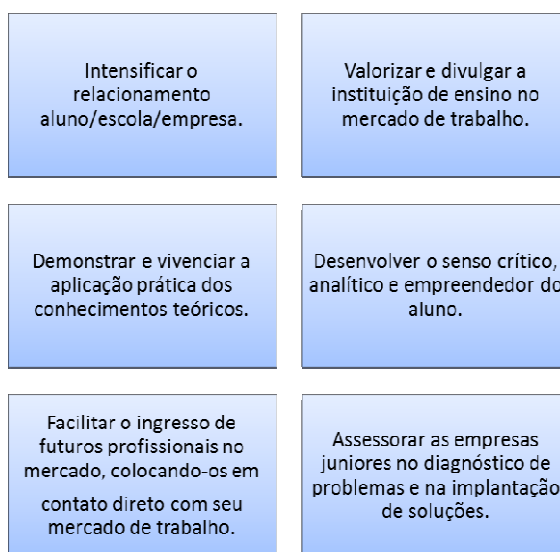 Intensificar o
relacionamento
aluno/escola/empresa.
Valorizar e divulgar a
instituição de ensino no
mercado de trabalho.
Demonstrar e vivenciar a
aplicação prática dos
conhecimentos teóricos.
Desenvolver o senso crítico,
analítico e empreendedor do
aluno.
Facilitar o ingresso de
futuros profissionais no
mercado, colocando-os em
contato direto com seu
mercado de trabalho.
Assessorar as empresas
juniores no diagnóstico de
problemas e na implantação
de soluções.